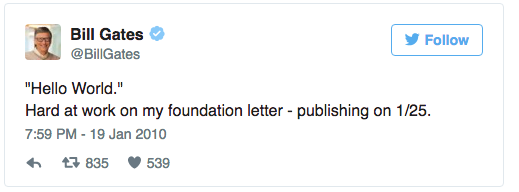 Bill Gates
@BillGates
Follow
"Hello World."
Hard at work on my foundation letter - publishing on 1/25.
7:59 PM - 19 Jan 2010
835 539